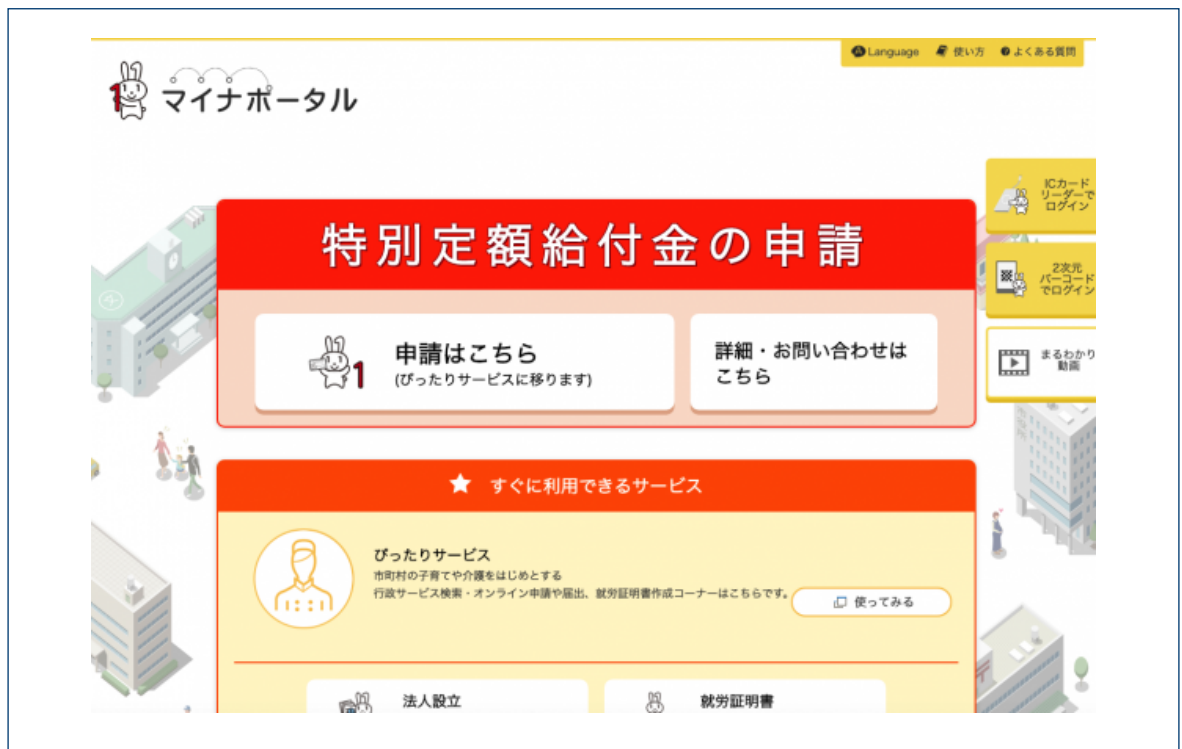 Language 使い方 よくある質問
マイナポータル
ICカード
リーダーで
ログイン
特別定額給付金の申請
2次元
バーコード
でログイン
申請はこちら
(ぴったりサービスに移ります)
詳細・お問い合わせは
こちら
まるわかり
動画
すぐに利用できるサービス
ぴったりサービス
市町村の子育てや介護をはじめとする
行政サービス検索・オンライン申請や届出、就労証明書作成コーナーはこちらです。
使ってみる
法人設立
就労証明書